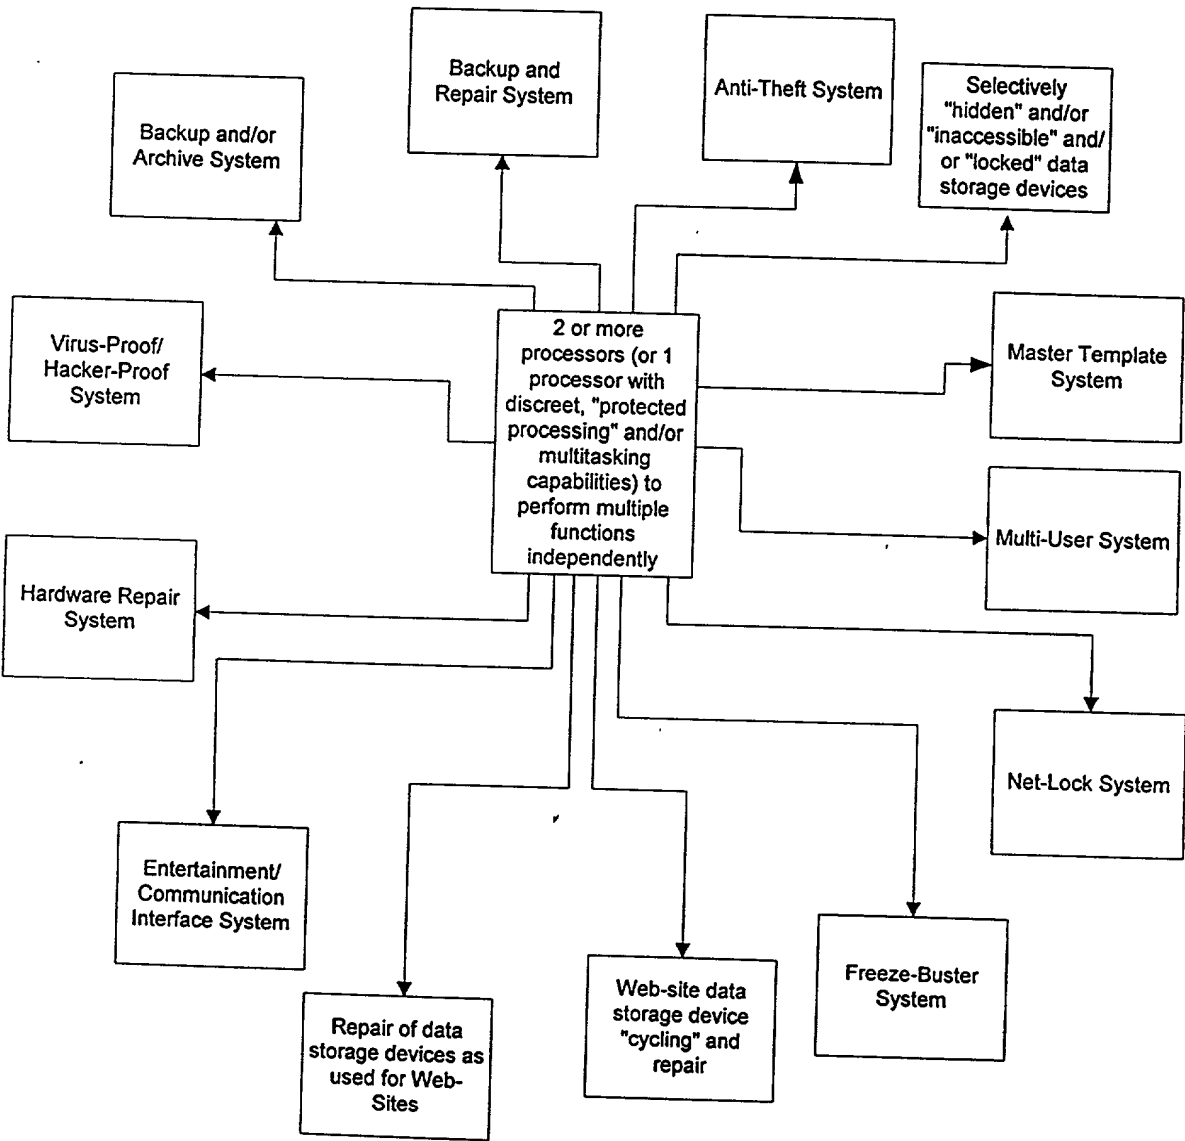 Backup and
Repair System
Anti-Theft System
Selectively
"hidden" and/or
"inaccessible" and/
or "locked" data
storage devices
Backup and/or
Archive System
Virus-Proof/
Hacker-Proof
System
2 or more
processors (or 1
processor with
discreet, "protected
processing" and/or
multitasking
capabilities) to
perform multiple
functions
independently
Master Template
System
Multi-User System
Hardware Repair
System
Net-Lock System
Entertainment/
Communication
Interface System
Repair of data
storage devices as
used for Web-
Sites
Web-site data
storage device
"cycling" and
repair
Freeze-Buster
System